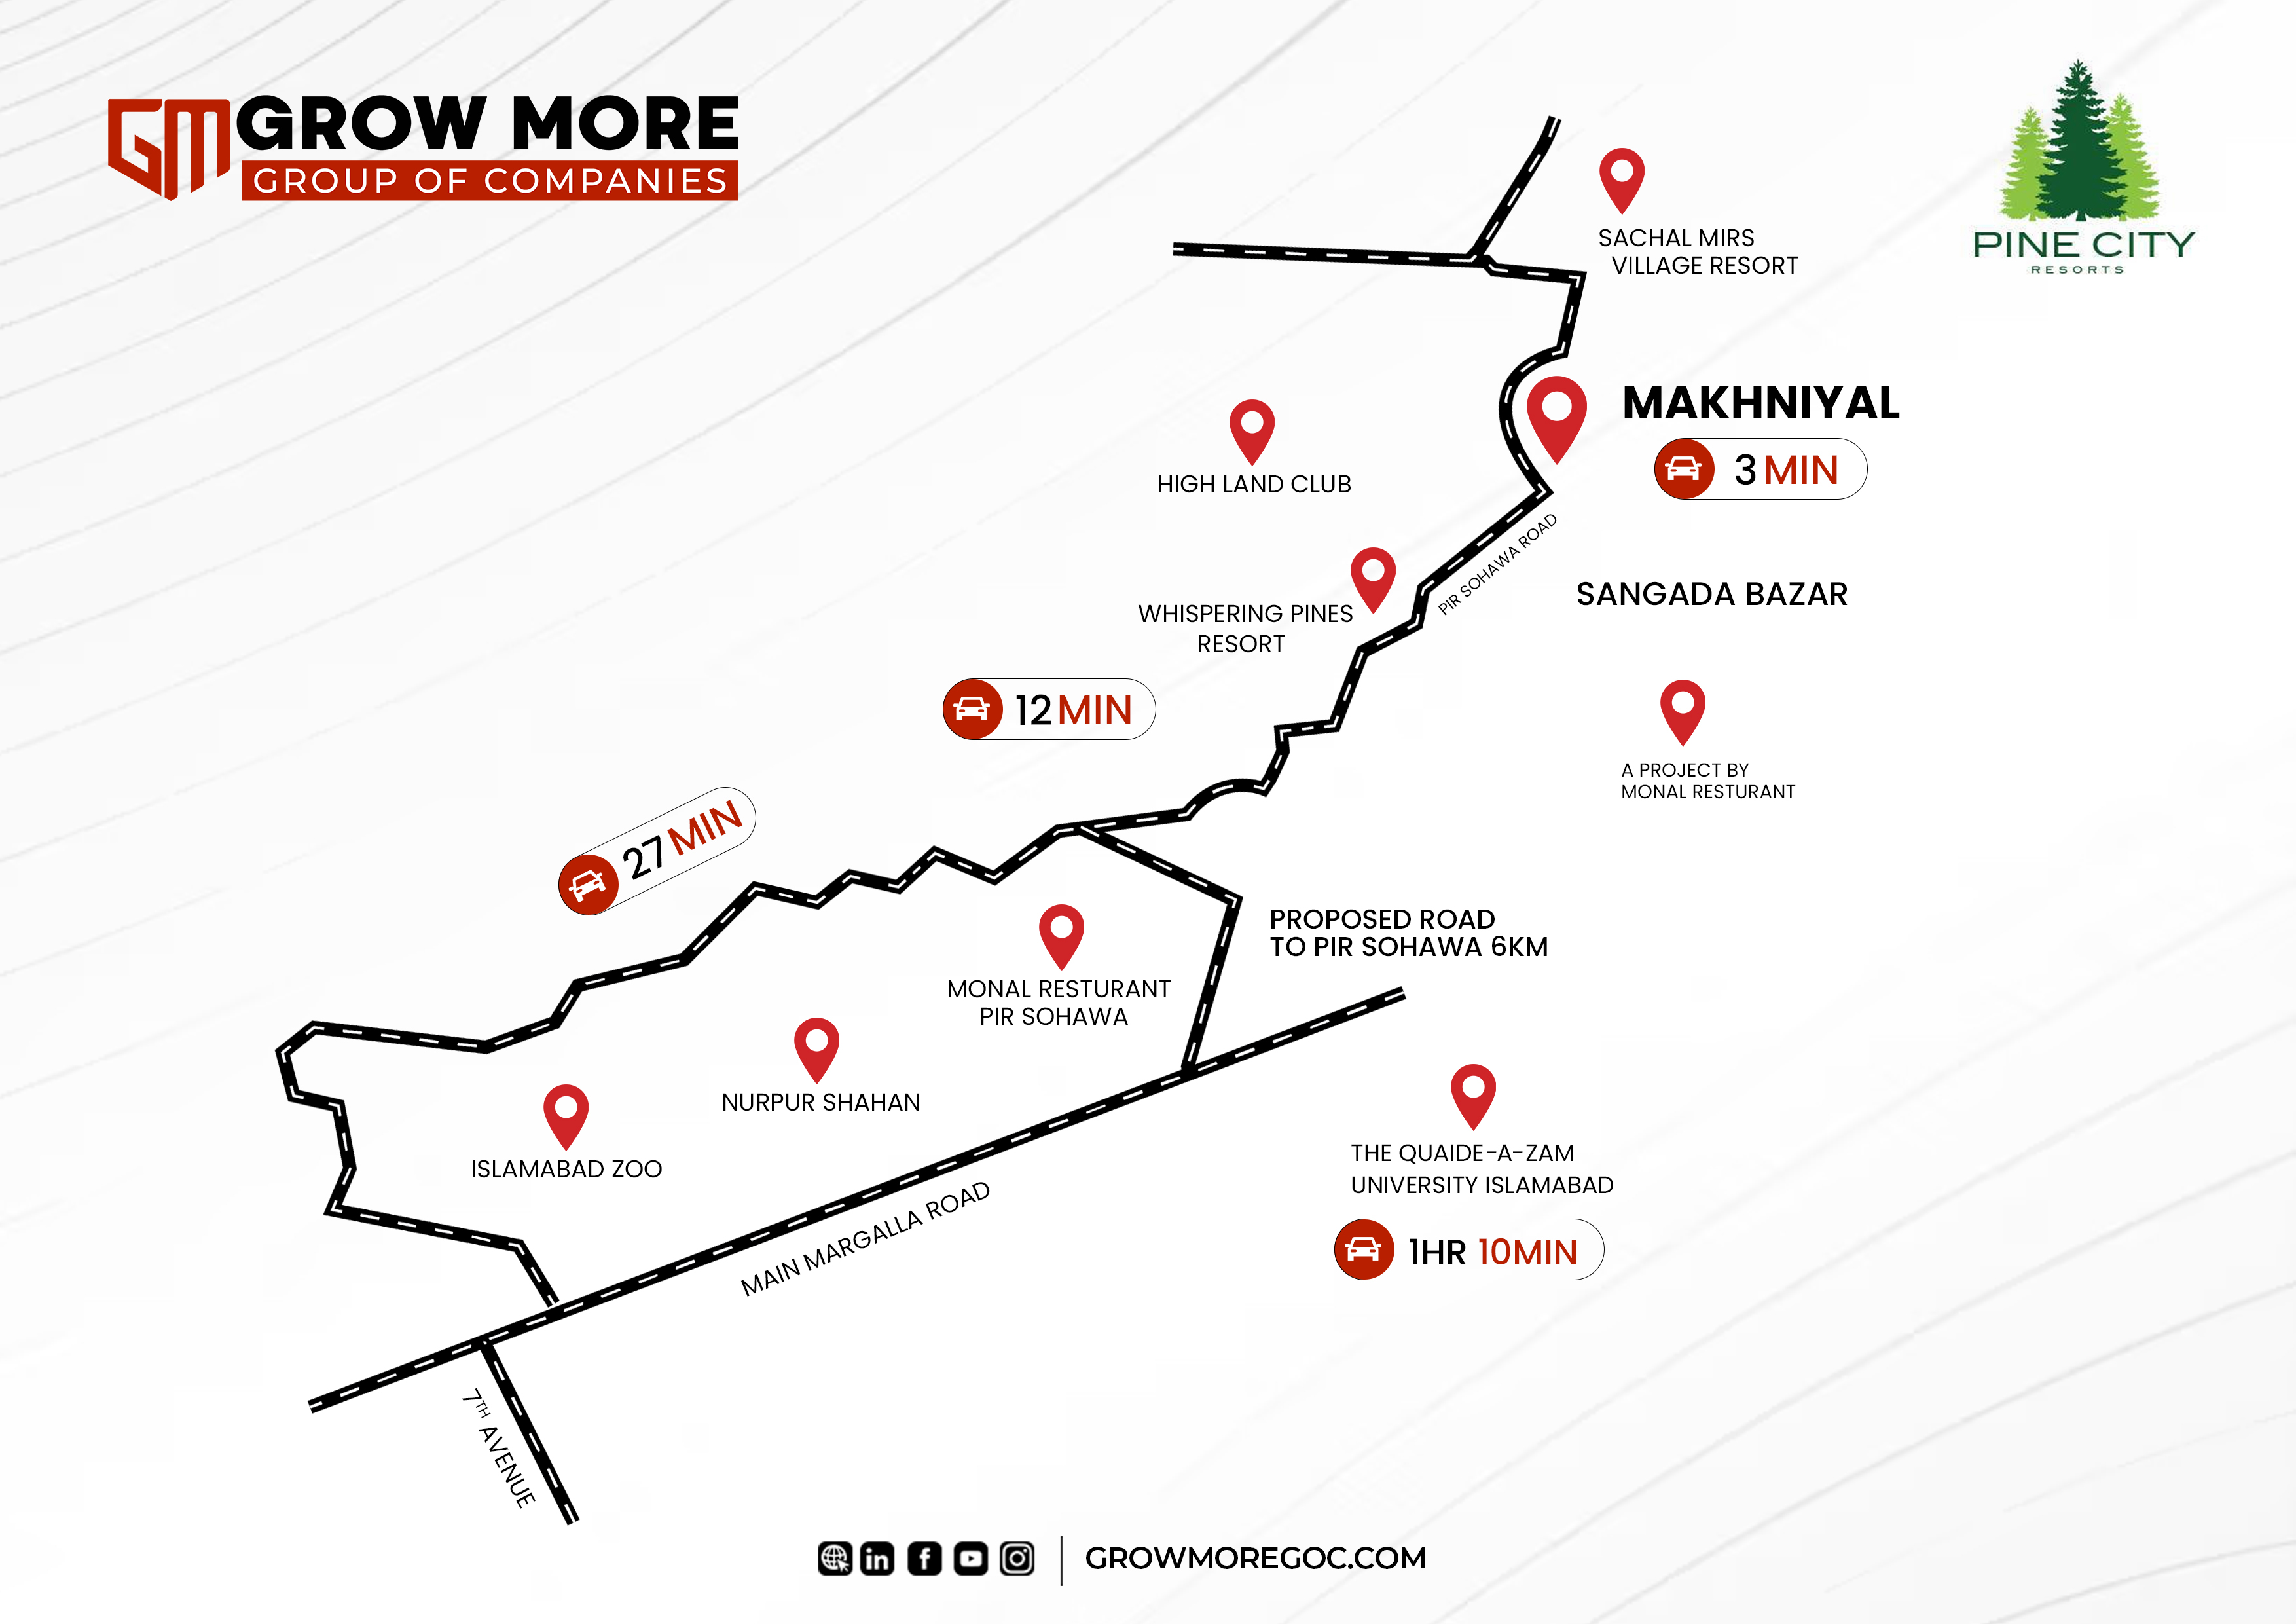 GM GROW MORE
GROUP OF COMPANIES
PINE CITY
RESORTS
SACHAL MIRS
VILLAGE RESORT
MAKHNIYAL
3 MIN
HIGH LAND CLUB
PIR SOHAWA ROAD
WHISPERING PINES
RESORT
SANGADA BAZAR
12 MIN
A PROJECT BY
MONAL RESTURANT
27 MIN
PROPOSED ROAD
TO PIR SOHAWA 6KM
MONAL RESTURANT
PIR SOHAWA
NURPUR SHAHAN
ISLAMABAD ZOO
THE QUAIDE-A-ZAM
UNIVERSITY ISLAMABAD
1HR 10MIN
MAIN MARGALLA ROAD
7TH AVENUE
in f
GROWMOREGOC.COM